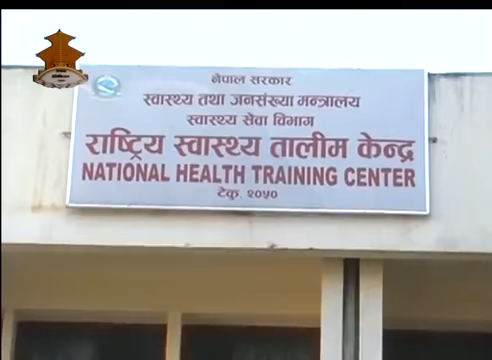 नेपाल सरकार
स्वास्थ्य तथा जनसंख्या मन्त्रालय
स्वास्थ्य सेवा विभाग
राष्ट्रिय स्वास्थ्य तालीम केन्द्र
NATIONAL HEALTH TRAINING CENTER
टेकु, २०५०